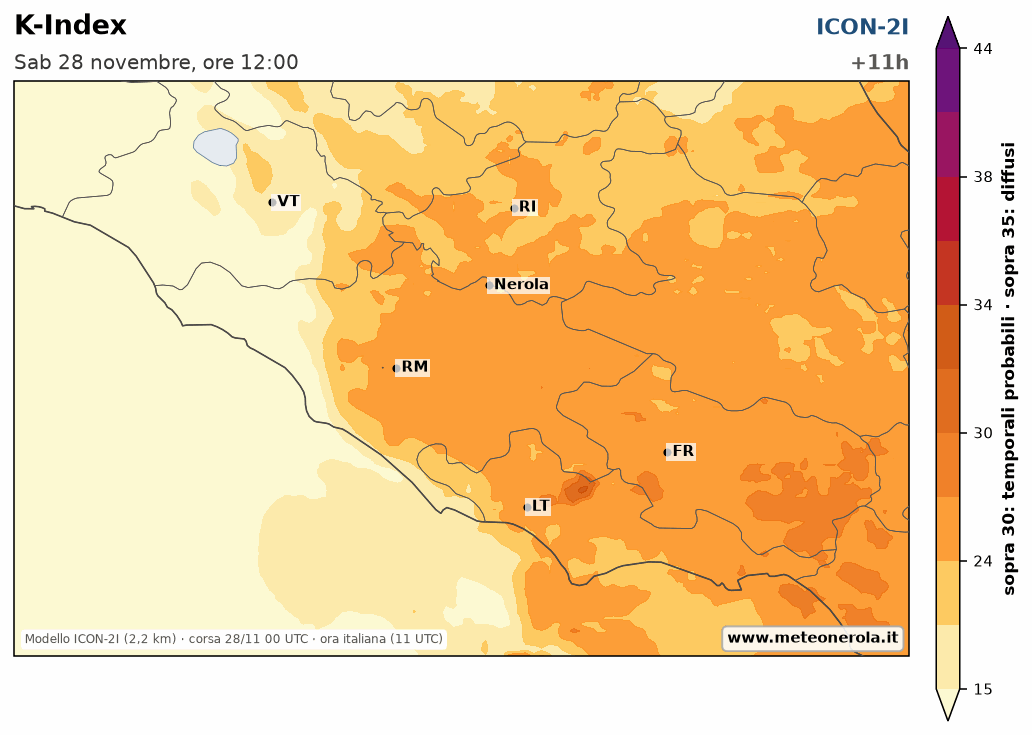 K-Index
ICON-2I
Sab 28 novembre, ore 12:00
+11h
44
38
34
30
24
15
sopra 30: temporali probabili · sopra 35: diffusi
VT
RI
Nerola
RM
FR
LT
Modello ICON-2I (2,2 km) · corsa 28/11 00 UTC · ora italiana (11 UTC)
www.meteonerola.it